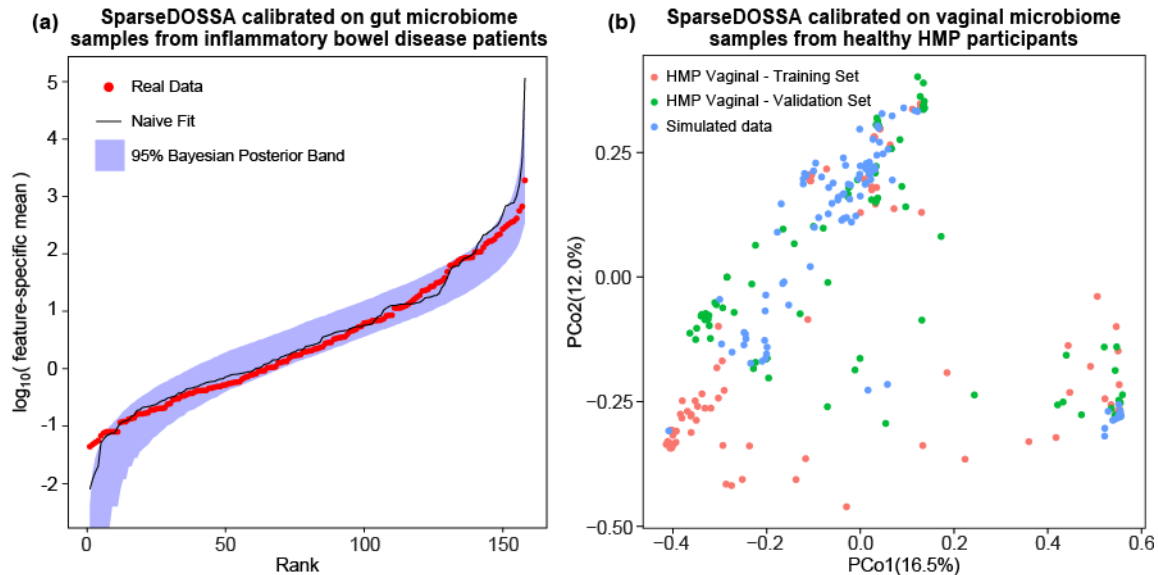 (a) SparseDOSSA calibrated on gut microbiome
samples from inflammatory bowel disease patients
Real Data
Naive Fit
95% Bayesian Posterior Band
5
4
3
2
1
0
-1
-2
log10( feature-specific mean )
0
50
100
150
Rank
(b) SparseDOSSA calibrated on vaginal microbiome
samples from healthy HMP participants
HMP Vaginal - Training Set
HMP Vaginal - Validation Set
Simulated data
0.25
0.00
−0.25
−0.50
PCo2(12.0%)
−0.4
−0.2
0.0
0.2
0.4
0.6
PCo1(16.5%)